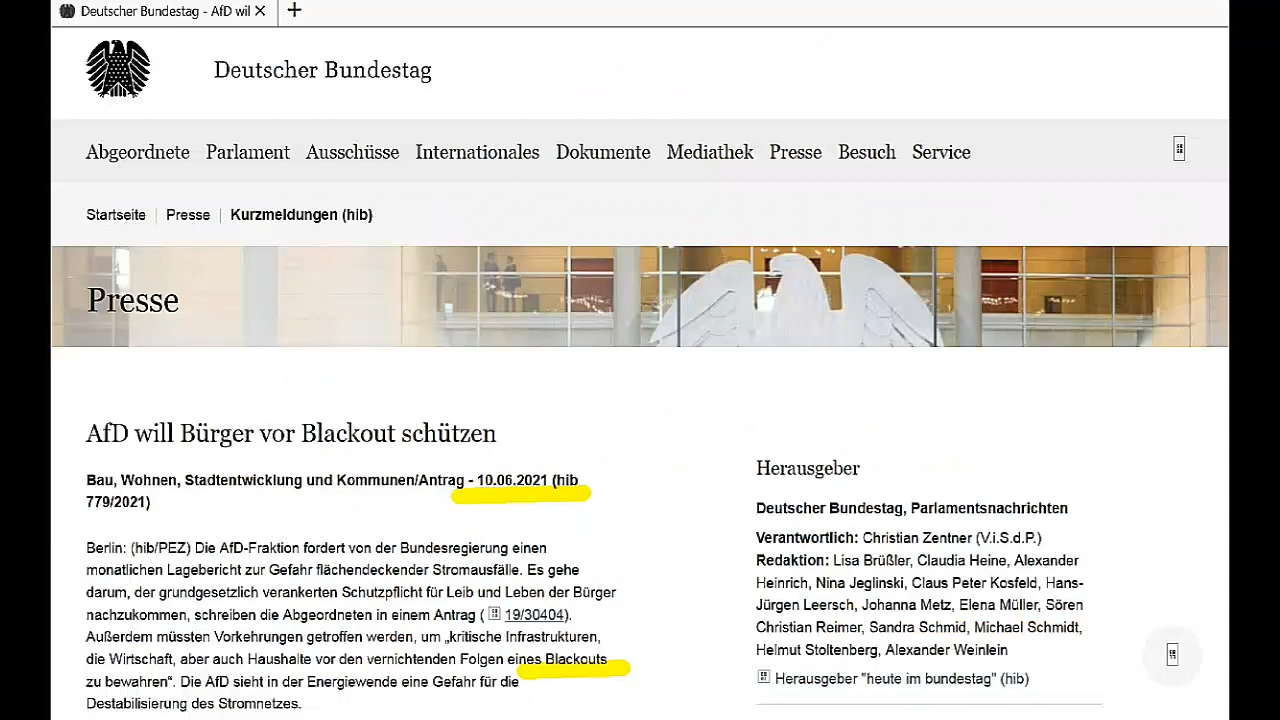 Deutscher Bundestag - AfD wil
Deutscher Bundestag
Abgeordnete Parlament Ausschüsse Internationales Dokumente Mediathek Presse Besuch Service
Startseite Presse Kurzmeldungen (hib)
Presse
AfD will Bürger vor Blackout schützen
Bau, Wohnen, Stadtentwicklung und Kommunen/Antrag - 10.06.2021 (hib
779/2021)
Berlin: (hib/PEZ) Die AfD-Fraktion fordert von der Bundesregierung einen
monatlichen Lagebericht zur Gefahr flächendeckender Stromausfälle. Es gehe
darum, der grundgesetzlich verankerten Schutzpflicht für Leib und Leben der Bürger
nachzukommen, schreiben die Abgeordneten in einem Antrag ( 19/30404).
Außerdem müssten Vorkehrungen getroffen werden, um „kritische Infrastrukturen,
die Wirtschaft, aber auch Haushalte vor den vernichtenden Folgen eines Blackouts
zu bewahren“. Die AfD sieht in der Energiewende eine Gefahr für die
Destabilisierung des Stromnetzes.
Herausgeber
Deutscher Bundestag, Parlamentsnachrichten
Verantwortlich: Christian Zentner (V.i.S.d.P.)
Redaktion: Lisa Brüßler, Claudia Heine, Alexander
Heinrich, Nina Jeglinski, Claus Peter Kosfeld, Hans-
Jürgen Leersch, Johanna Metz, Elena Müller, Sören
Christian Reimer, Sandra Schmid, Michael Schmidt,
Helmut Stoltenberg, Alexander Weinlein
Herausgeber "heute im bundestag" (hib)